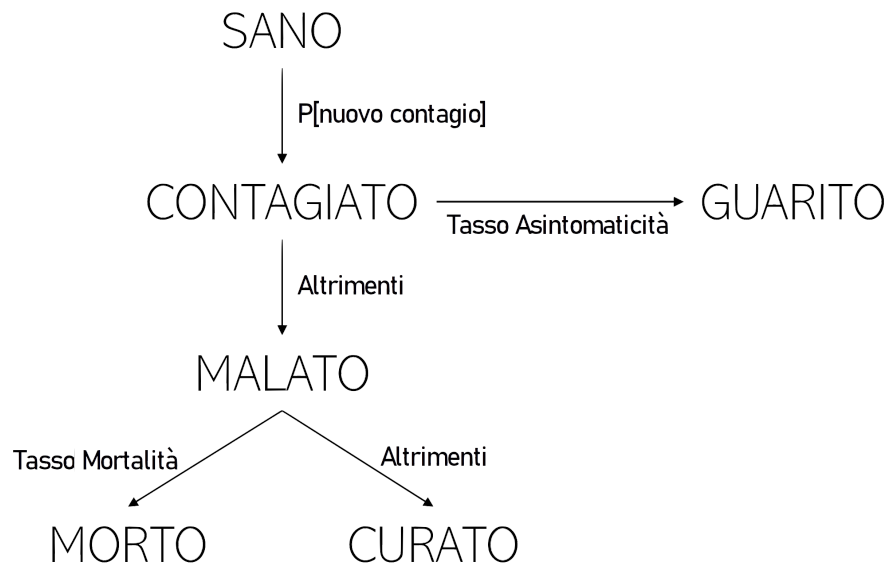 SANO
P[nuovo contagio]
CONTAGIATO
GUARITO
Tasso Asintomaticità
Altrimenti
MALATO
Tasso Mortalità
Altrimenti
MORTO
CURATO